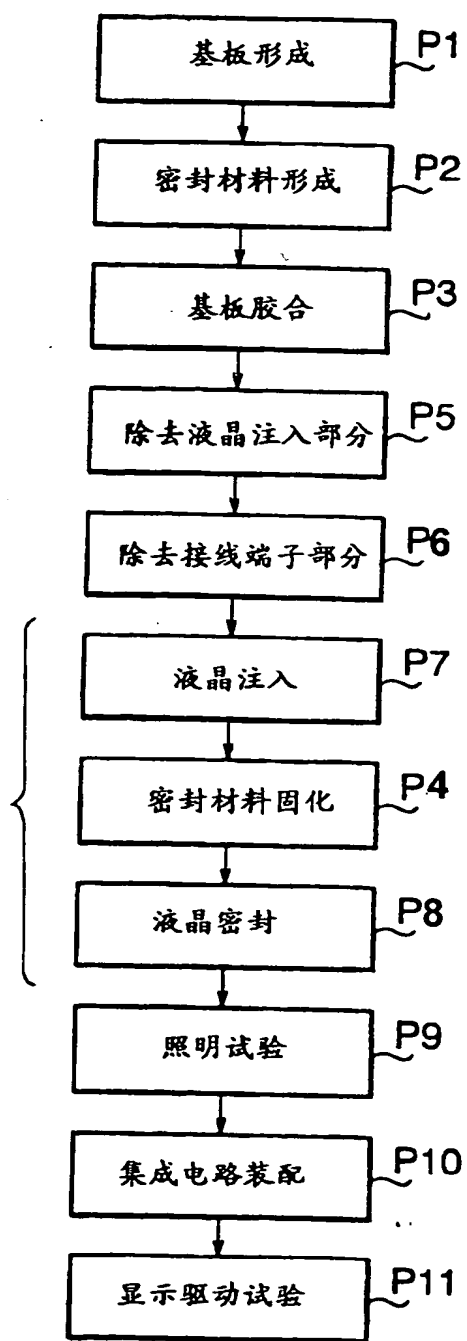 基板形成 P1
密封材料形成 P2
基板胶合 P3
除去液晶注入部分 P5
除去接线端子部分 P6
液晶注入 P7
密封材料固化 P4
液晶密封 P8
照明试验 P9
集成电路装配 P10
显示驱动试验 P11